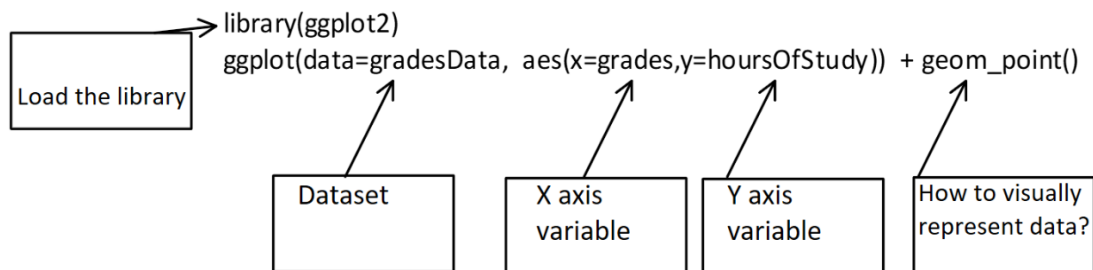 library(ggplot2)
ggplot(data=gradesData, aes(x=grades,y=hoursOfStudy)) + geom_point()
Load the library
Dataset
X axis
variable
Y axis
variable
How to visually
represent data?